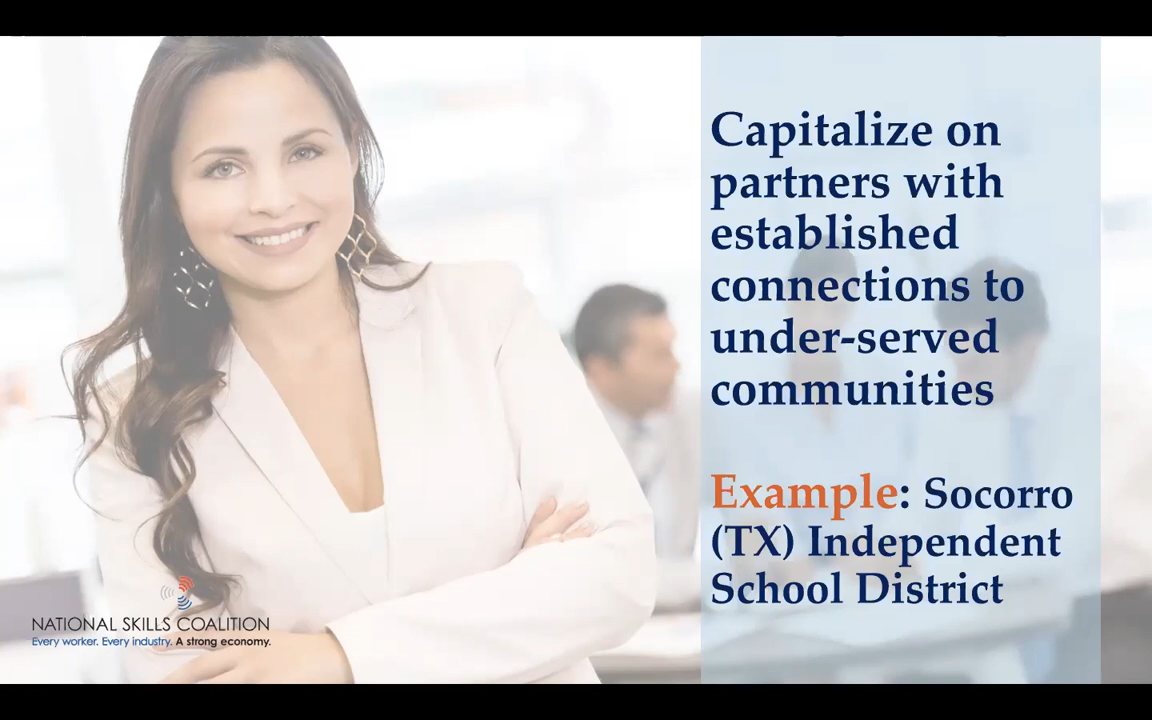 Capitalize on
partners with
established
connections to
under-served
communities
Example: Socorro
(TX) Independent
School District
NATIONAL SKILLS COALITION
Every worker. Every industry. A strong economy.